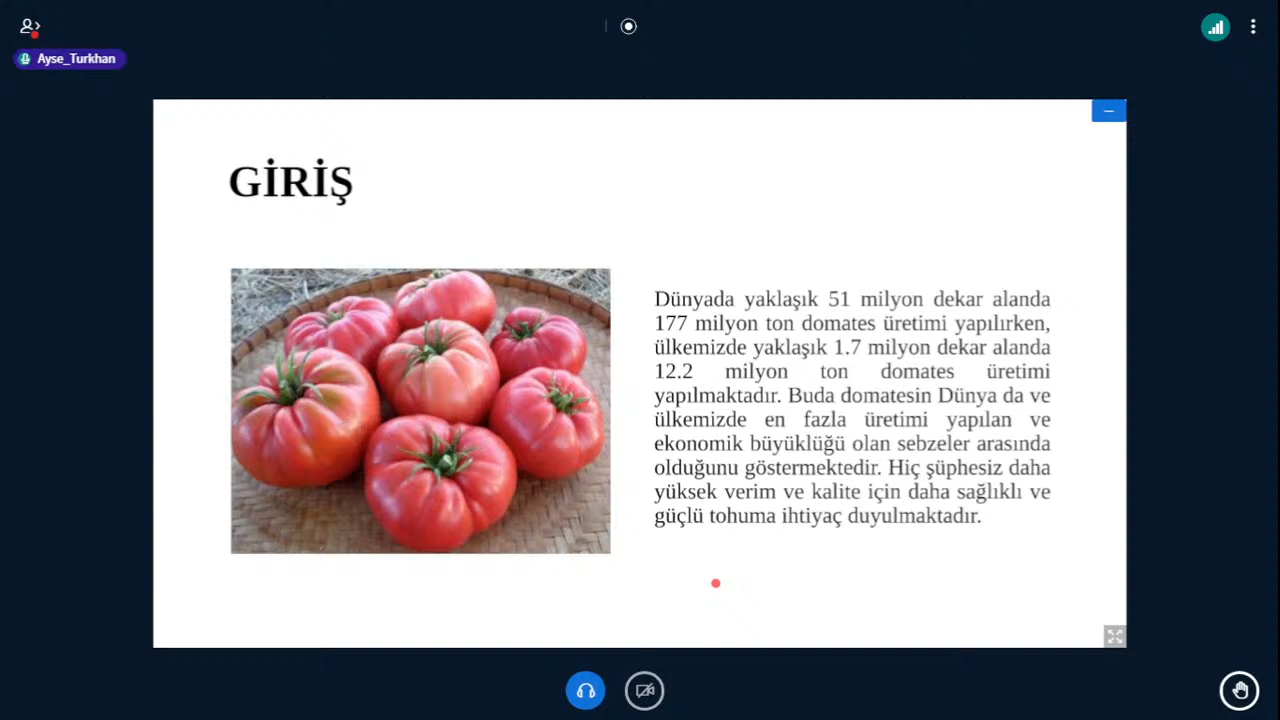 Ayse_Turkhan
GİRİŞ
Dünyada yaklaşık 51 milyon dekar alanda
177 milyon ton domates üretimi yapılırken,
ülkemizde yaklaşık 1.7 milyon dekar alanda
12.2 milyon ton domates üretimi
yapılmaktadır. Buda domatesin Dünya da ve
ülkemizde en fazla üretimi yapılan ve
ekonomik büyüklüğü olan sebzeler arasında
olduğunu göstermektedir. Hiç şüphesiz daha
yüksek verim ve kalite için daha sağlıklı ve
güçlü tohuma ihtiyaç duyulmaktadır.